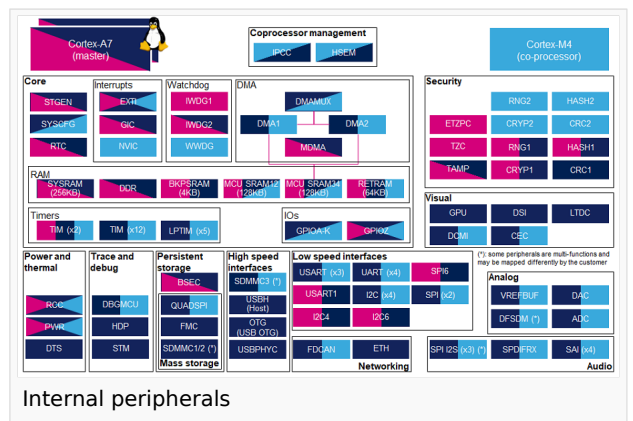 Cortex-A7
(master)
Coprocessor management
IPCC
HSEM
Cortex-M4
(co-processor)
Core
STGEN
SYSCFG
RTC
Interrupts
EXTI
GIC
NVIC
Watchdog
IWDG1
IWDG2
WWDG
DMA
DMAMUX
DMA1
DMA2
MDMA
Security
RNG2
HASH2
ETZPC
CRYP2
CRC2
TZC
RNG1
HASH1
TAMP
CRYP1
CRC1
RAM
SYSRAM
(256KB)
DDR
BKPSRAM
(4KB)
MCU SRAM12
(128KB)
MCU SRAM34
(128KB)
RETRAM
(64KB)
Timers
TIM (x2)
TIM (x12)
LPTIM (x5)
IOs
GPIOA-K
GPIOZ
Visual
GPU
DSI
LTDC
DCMI
CEC
Power and
thermal
RCC
PWR
DTS
Trace and
debug
DBGMCU
HDP
STM
Persistent
storage
BSEC
QUADSPI
FMC
SDMMC1/2 (*)
Mass storage
High speed
interfaces
SDMMC3 (*)
USBH
(Host)
OTG
(USB OTG)
USBPHYC
Low speed interfaces
USART (x3)
UART (x4)
SPI6
USART1
I2C (x4)
SPI (x2)
I2C4
I2C6
(*): some peripherals are multi-functions and
may be mapped differently by the customer
Analog
VREFBUF
DAC
DFSDM (*)
ADC
FDCAN
ETH
Networking
SPI I2S (x3) (*)
SPDIFRX
SAI (x4)
Audio
Internal peripherals